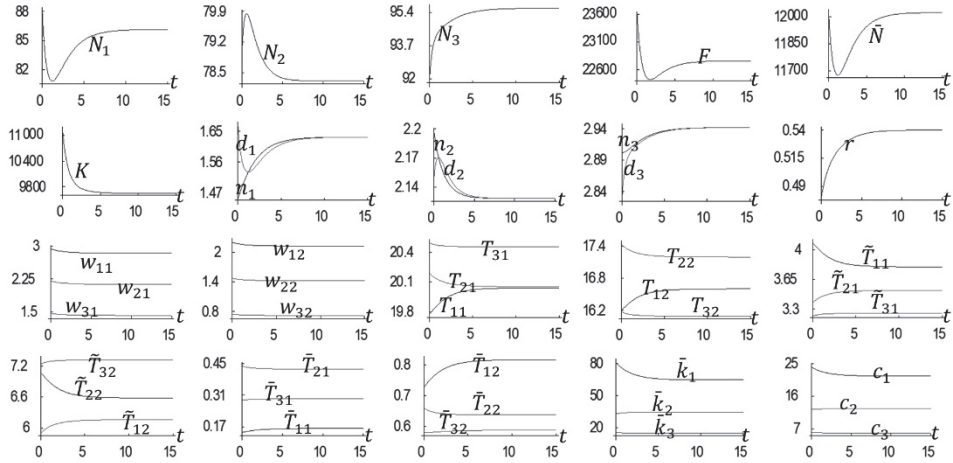 88
85
82
N₁
0 5 10 15 t
79.9
79.2
78.5
N₂
0 5 10 15 t
95.4
93.7
92
N₃
0 5 10 15 t
23600
23100
22600
F
0 5 10 15 t
12000
11850
11700
N̄
0 5 10 15 t
11000
10400
9800
K
0 5 10 15 t
1.65
1.56
1.47
d₁
n₁
0 5 10 15 t
2.2
2.17
2.14
n₂
d₂
0 5 10 15 t
2.94
2.89
2.84
n₃
d₃
0 5 10 15 t
0.54
0.515
0.49
r
0 5 10 15 t
3
2.25
1.5
w₁₁
w₂₁
w₃₁
0 5 10 15 t
2
1.4
0.8
w₁₂
w₂₂
w₃₂
0 5 10 15 t
20.4
20.1
19.8
T₃₁
T₂₁
T₁₁
0 5 10 15 t
17.4
16.8
16.2
T₂₂
T₁₂
T₃₂
0 5 10 15 t
4
3.65
3.3
T̃₁₁
T̃₂₁
T̃₃₁
0 5 10 15 t
7.2
6.6
6
T̃₃₂
T̃₂₂
T̃₁₂
0 5 10 15 t
0.45
0.31
0.17
T̄₂₁
T̄₃₁
T̄₁₁
0 5 10 15 t
0.8
0.7
0.6
T̄₁₂
T̄₂₂
T̄₃₂
0 5 10 15 t
80
50
20
k̄₁
k̄₂
k̄₃
0 5 10 15 t
25
16
7
c₁
c₂
c₃
0 5 10 15 t